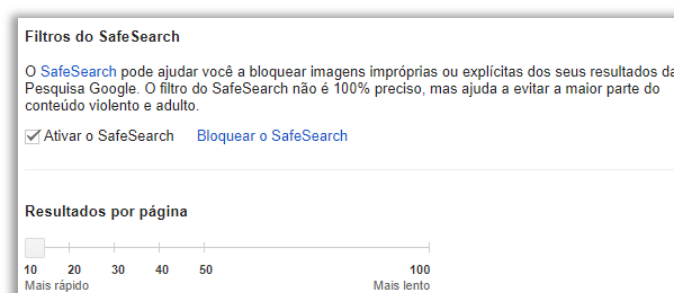 Filtros do SafeSearch
O SafeSearch pode ajudar você a bloquear imagens impróprias ou explícitas dos seus resultados da
Pesquisa Google. O filtro do SafeSearch não é 100% preciso, mas ajuda a evitar a maior parte do
conteúdo violento e adulto.
Ativar o SafeSearch Bloquear o SafeSearch
Resultados por página
10 20 30 40 50 100
Mais rápido Mais lento